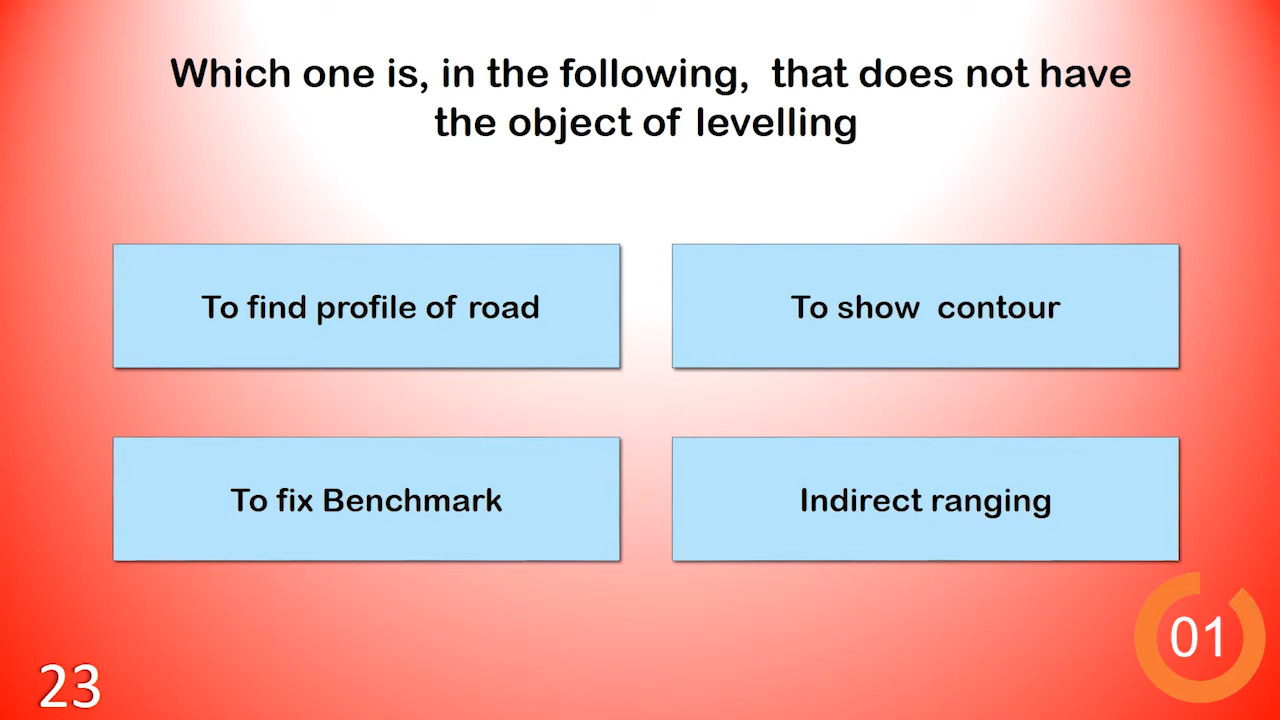 Which one is, in the following, that does not have
the object of levelling
To find profile of road
To show contour
To fix Benchmark
Indirect ranging
01
23